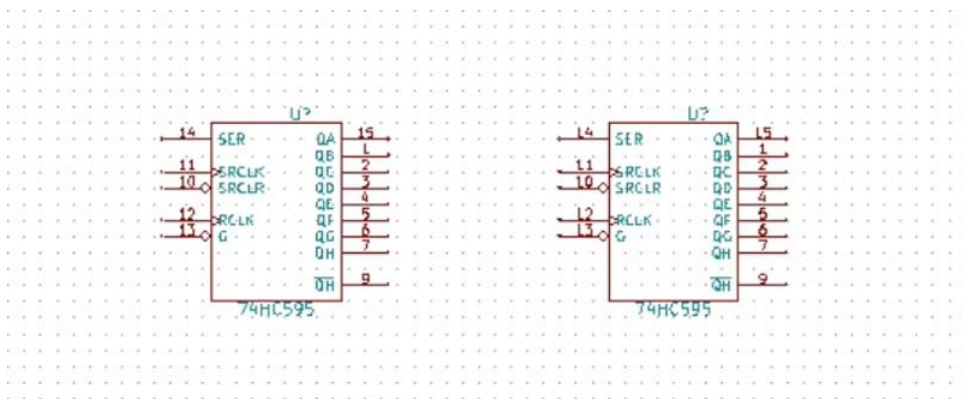 U? U?
14 SER QA 15 14 SER QA 15
QB 1 QB 1
11 SRCLK QC 2 11 SRCLK QC 2
10 SRCLR QD 3 10 SRCLR QD 3
QE 4 QE 4
12 RCLK QF 5 12 RCLK QF 5
13 G QG 6 13 G QG 6
QH 7 QH 7
QH 9 QH 9
74HC595 74HC595